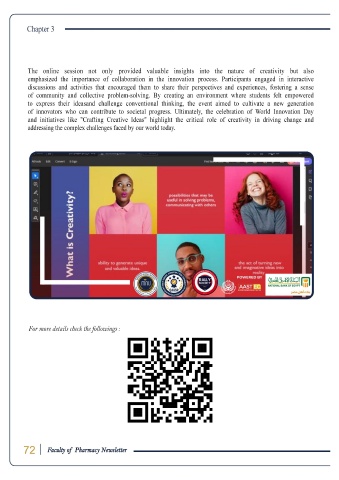 Chapter 3
The online session not only provided valuable insights into the nature of creativity but also
emphasized the importance of collaboration in the innovation process. Participants engaged in interactive
discussions and activities that encouraged them to share their perspectives and experiences, fostering a sense
of community and collective problem-solving. By creating an environment where students felt empowered
to express their ideasand challenge conventional thinking, the event aimed to cultivate a new generation
of innovators who can contribute to societal progress. Ultimately, the celebration of World Innovation Day
and initiatives like "Crafting Creative Ideas" highlight the critical role of creativity in driving change and
addressing the complex challenges faced by our world today.
What is Creativity?
possibilities that may be
useful in solving problems,
communicating with others
ability to generate unique
and valuable ideas.
the act of turning new
and imaginative ideas into
reality
POWERED BY
RALLY
AAST
NATIONAL BANK OF EGYPT
For more details check the followings :
72
Faculty of Pharmacy Newsletter